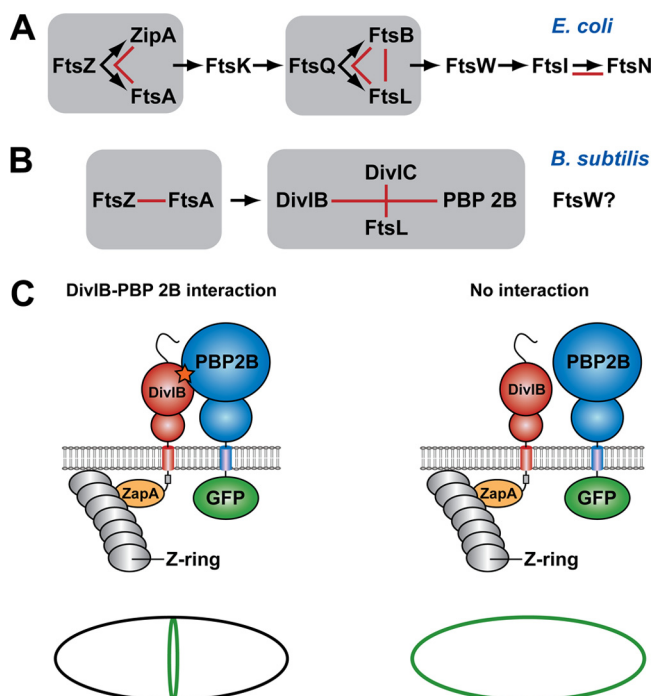 A
E. coli
FtsZ ZipA FtsA FtsK FtsQ FtsB FtsL FtsW FtsI FtsN
B
B. subtilis
FtsZ FtsA DivIB DivIC FtsL PBP 2B FtsW?
C
DivIB-PBP 2B interaction
No interaction
PBP2B
DivIB
ZapA
GFP
Z-ring
PBP2B
DivIB
ZapA
GFP
Z-ring